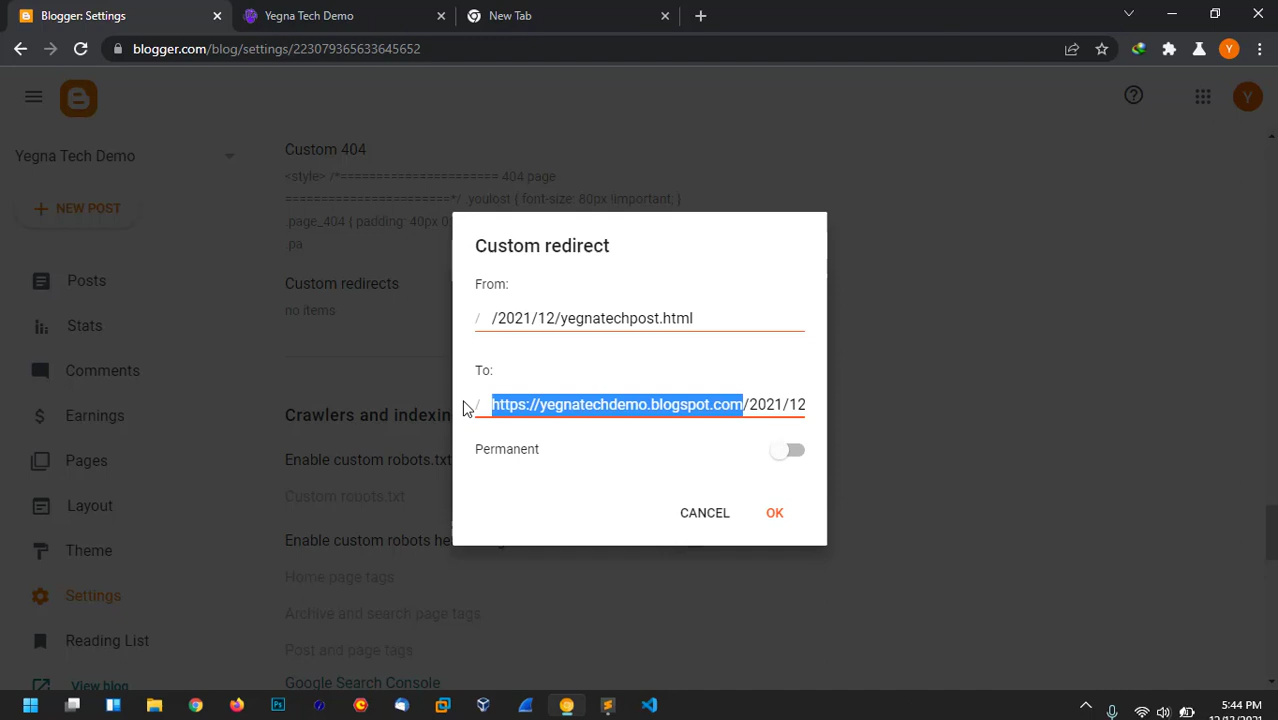 Blogger: Settings
Yegna Tech Demo
New Tab
blogger.com/blog/settings/223079365633645652
Y
Y
Yegna Tech Demo
NEW POST
Posts
Stats
Comments
Earnings
Pages
Layout
Theme
Settings
Reading List
View blog
Custom 404
<style> /*====================== 404 page
=======================*/ .youlost { font-size: 80px !important; }
.page_404 { padding: 40px 0
pa
Custom redirects
no items
Crawlers and indexin
Enable custom robots.txt
Custom robots.txt
Enable custom robots he
Home page tags
Archive and search page tags
Post and page tags
Google Search Console
Custom redirect
From:
/ /2021/12/yegnatechpost.html
To:
/ https://yegnatechdemo.blogspot.com/2021/12
Permanent
CANCEL OK
Ps
5:44 PM